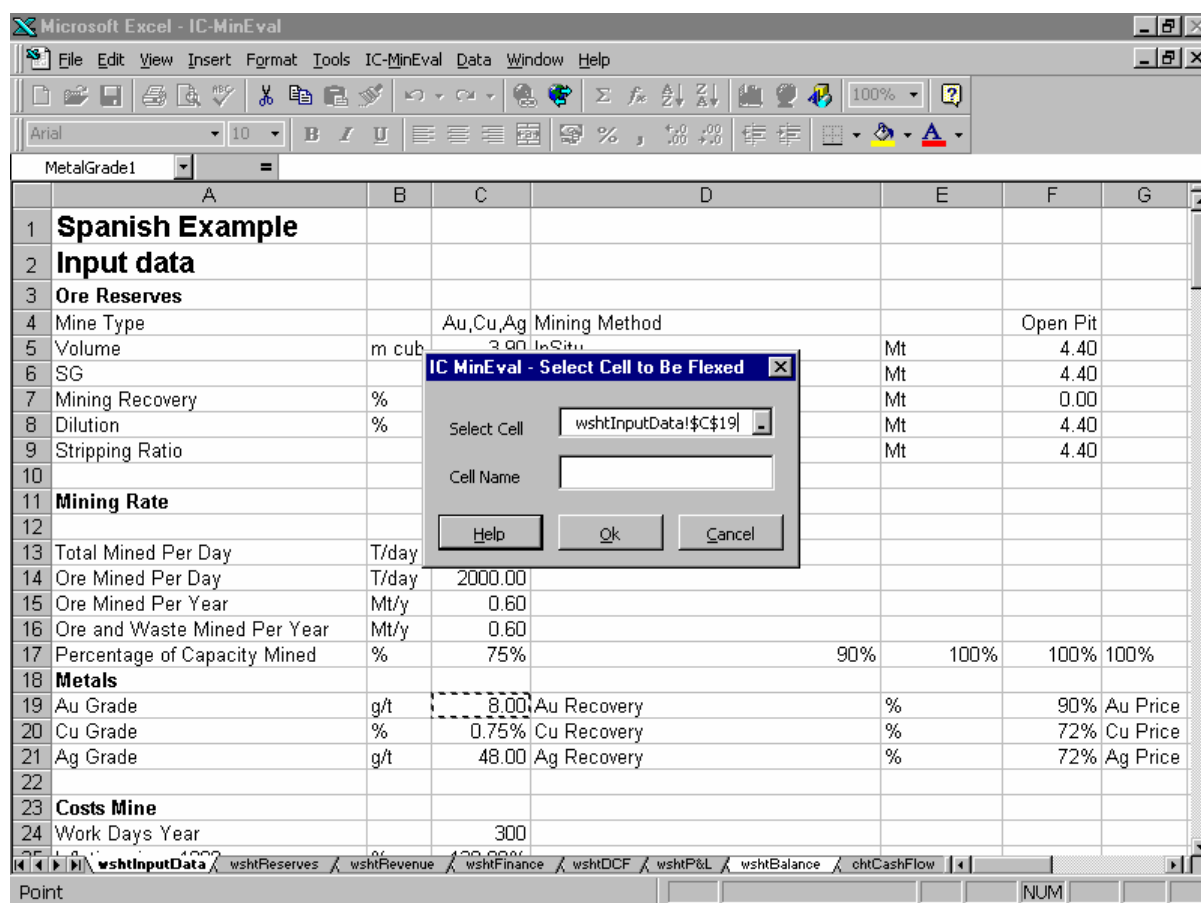 Microsoft Excel - IC-MinEval
File Edit View Insert Format Tools IC-MinEval Data Window Help
100%
Arial 10 B I U % ,
MetalGrade1 =
A B C D E F G
1 Spanish Example
2 Input data
3 Ore Reserves
4 Mine Type Au,Cu,Ag Mining Method Open Pit
5 Volume m cub 3.90 InSitu Mt 4.40
6 SG Mt 4.40
7 Mining Recovery % Mt 0.00
8 Dilution % Mt 4.40
9 Stripping Ratio Mt 4.40
10
11 Mining Rate
12
13 Total Mined Per Day T/day
14 Ore Mined Per Day T/day 2000.00
15 Ore Mined Per Year Mt/y 0.60
16 Ore and Waste Mined Per Year Mt/y 0.60
17 Percentage of Capacity Mined % 75% 90% 100% 100% 100%
18 Metals
19 Au Grade g/t 8.00 Au Recovery % 90% Au Price
20 Cu Grade % 0.75% Cu Recovery % 72% Cu Price
21 Ag Grade g/t 48.00 Ag Recovery % 72% Ag Price
22
23 Costs Mine
24 Work Days Year 300
IC MinEval - Select Cell to Be Flexed
Select Cell wshtInputData!$C$19
Cell Name
Help Ok Cancel
wshtInputData wshtReserves wshtRevenue wshtFinance wshtDCF wshtP&L wshtBalance chtCashFlow
Point NUM